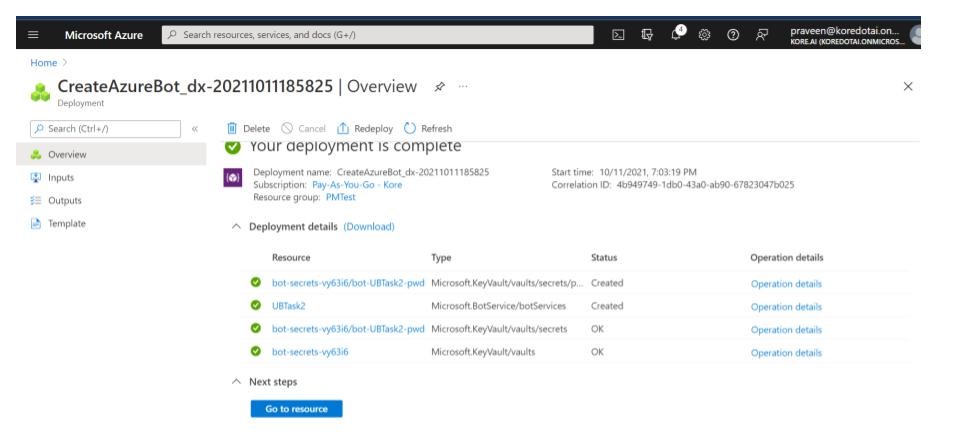 Microsoft Azure
Search resources, services, and docs (G+/)
4
praveen@koredotai.on...
KORE.AI (KOREDOTAI.ONMICROS...
Home >
CreateAzureBot_dx-20211011185825 | Overview
Deployment
Search (Ctrl+/)
Delete Cancel Redeploy Refresh
Overview
Inputs
Outputs
Template
Your deployment is complete
Deployment name: CreateAzureBot_dx-20211011185825 Start time: 10/11/2021, 7:03:19 PM
Subscription: Pay-As-You-Go - Kore Correlation ID: 4b949749-1db0-43a0-ab90-67823047b025
Resource group: PMTest
Deployment details (Download)
Resource Type Status Operation details
bot-secrets-vy63i6/bot-UBTask2-pwd Microsoft.KeyVault/vaults/secrets/p... Created Operation details
UBTask2 Microsoft.BotService/botServices Created Operation details
bot-secrets-vy63i6/bot-UBTask2-pwd Microsoft.KeyVault/vaults/secrets OK Operation details
bot-secrets-vy63i6 Microsoft.KeyVault/vaults OK Operation details
Next steps
Go to resource